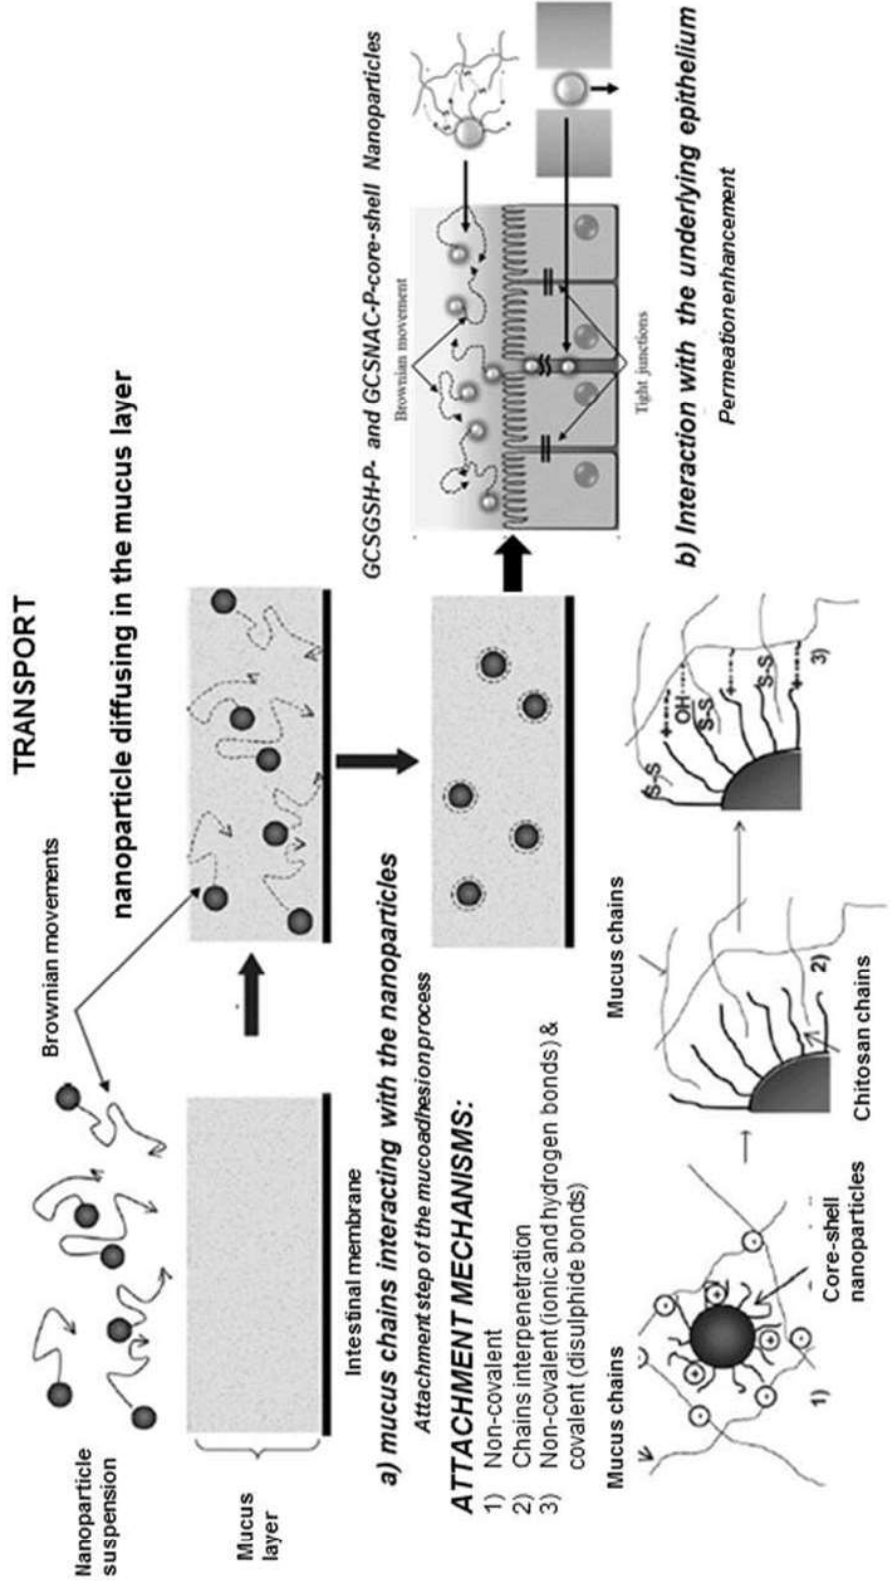 TRANSPORT
Nanoparticle
suspension
Brownian movements
nanoparticle diffusing in the mucus layer
Mucus
layer
Intestinal membrane
a) mucus chains interacting with the nanoparticles
Attachment step of the mucoadhesion process
ATTACHMENT MECHANISMS:
1) Non-covalent
2) Chains interpenetration
3) Non-covalent (ionic and hydrogen bonds) &
covalent (disulphide bonds)
GCSGSH-P- and GCSNAC-P-core-shell Nanoparticles
Brownian movement
Tight junctions
b) Interaction with the underlying epithelium
Permeation enhancement
Mucus chains
1)
Core-shell
nanoparticles
Mucus chains
2)
Chitosan chains
S-S
OH
S-S
S-S
3)